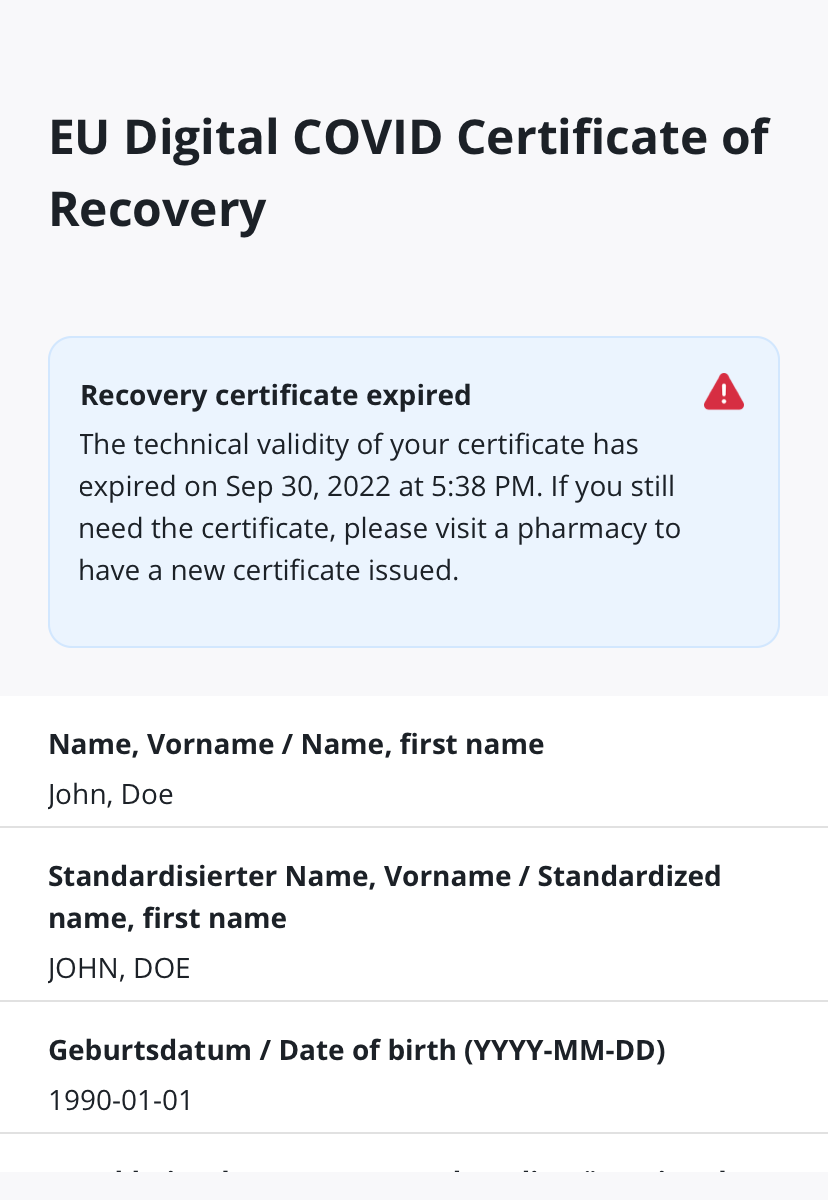 EU Digital COVID Certificate of
Recovery
Recovery certificate expired
The technical validity of your certificate has
expired on Sep 30, 2022 at 5:38 PM. If you still
need the certificate, please visit a pharmacy to
have a new certificate issued.
Name, Vorname / Name, first name
John, Doe
Standardisierter Name, Vorname / Standardized
name, first name
JOHN, DOE
Geburtsdatum / Date of birth (YYYY-MM-DD)
1990-01-01